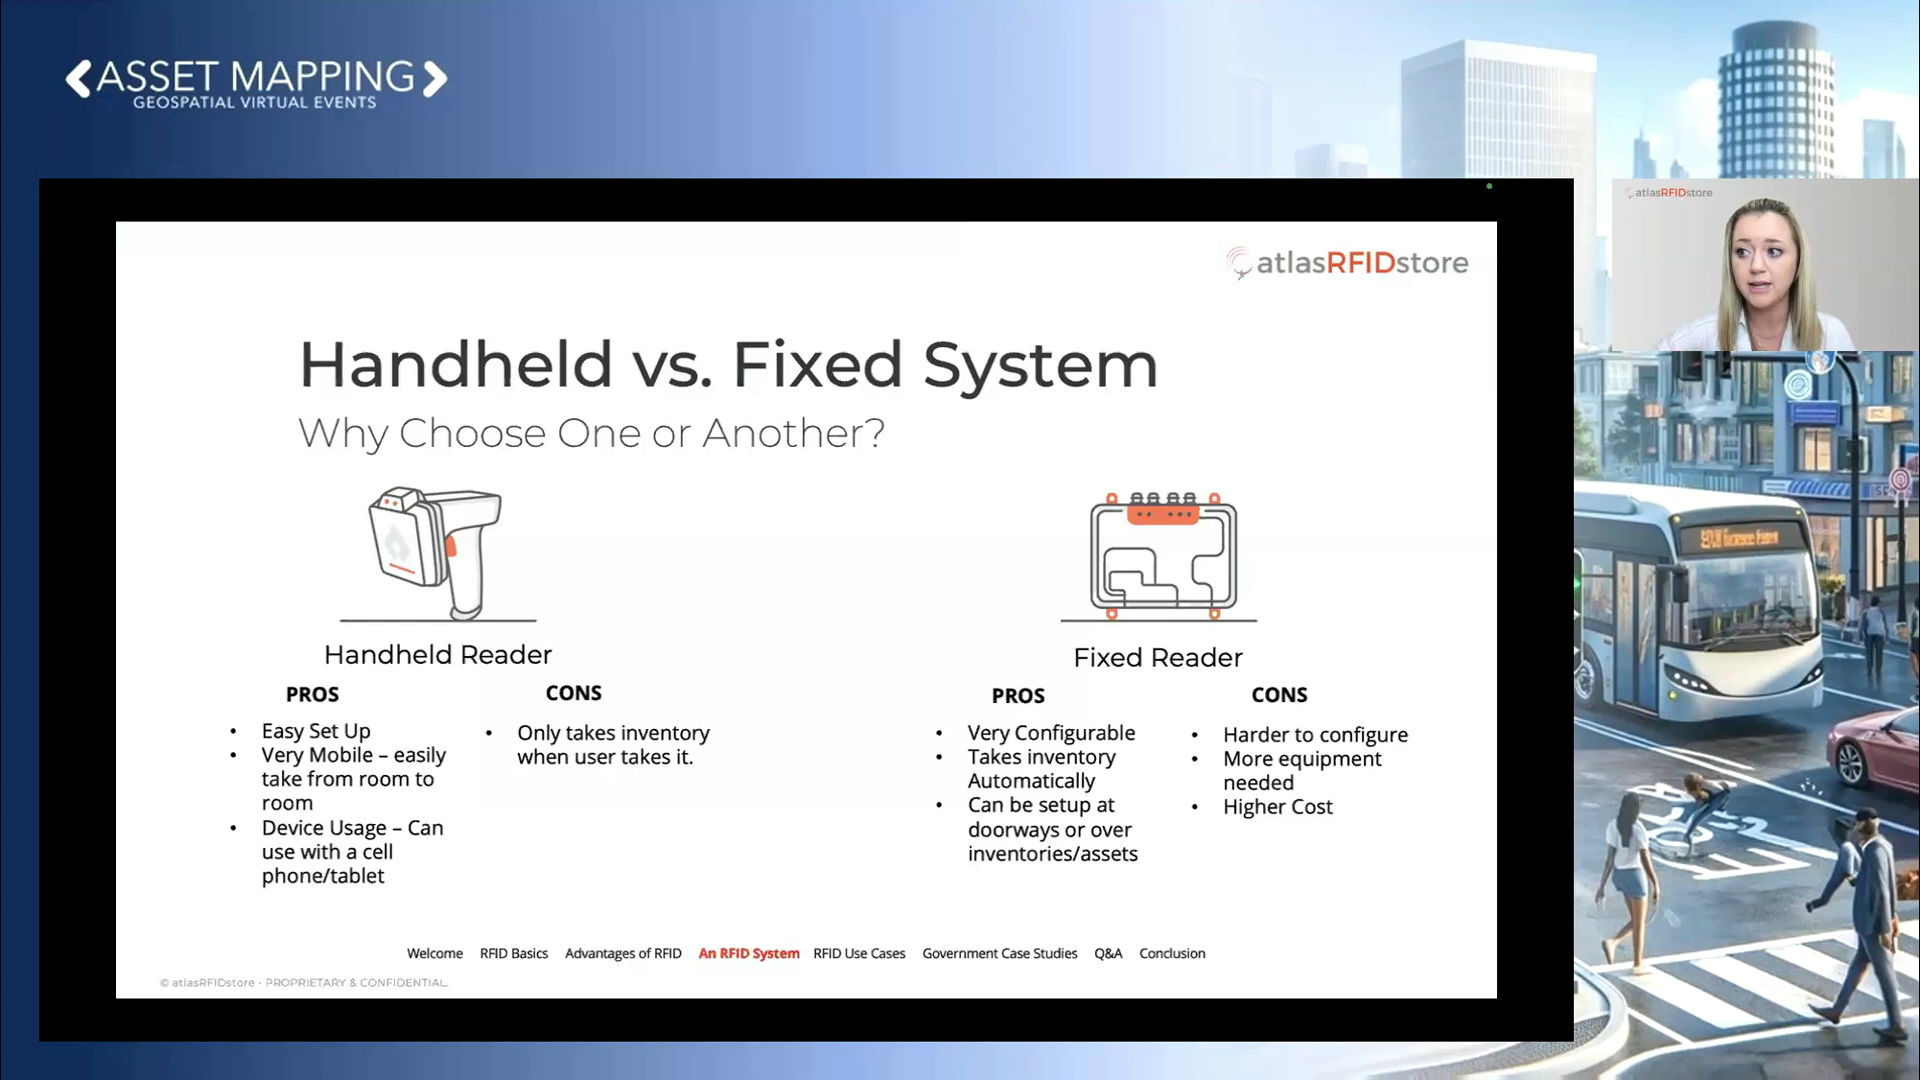 ASSET MAPPING
GEOSPATIAL VIRTUAL EVENTS
atlasRFIDstore
atlasRFIDstore
Handheld vs. Fixed System
Why Choose One or Another?
Handheld Reader
PROS
• Easy Set Up
• Very Mobile – easily
take from room to
room
• Device Usage – Can
use with a cell
phone/tablet
CONS
• Only takes inventory
when user takes it.
Fixed Reader
PROS
• Very Configurable
• Takes inventory
Automatically
• Can be setup at
doorways or over
inventories/assets
CONS
• Harder to configure
• More equipment
needed
• Higher Cost
Welcome RFID Basics Advantages of RFID An RFID System RFID Use Cases Government Case Studies Q&A Conclusion
© atlasRFIDstore - PROPRIETARY & CONFIDENTIAL